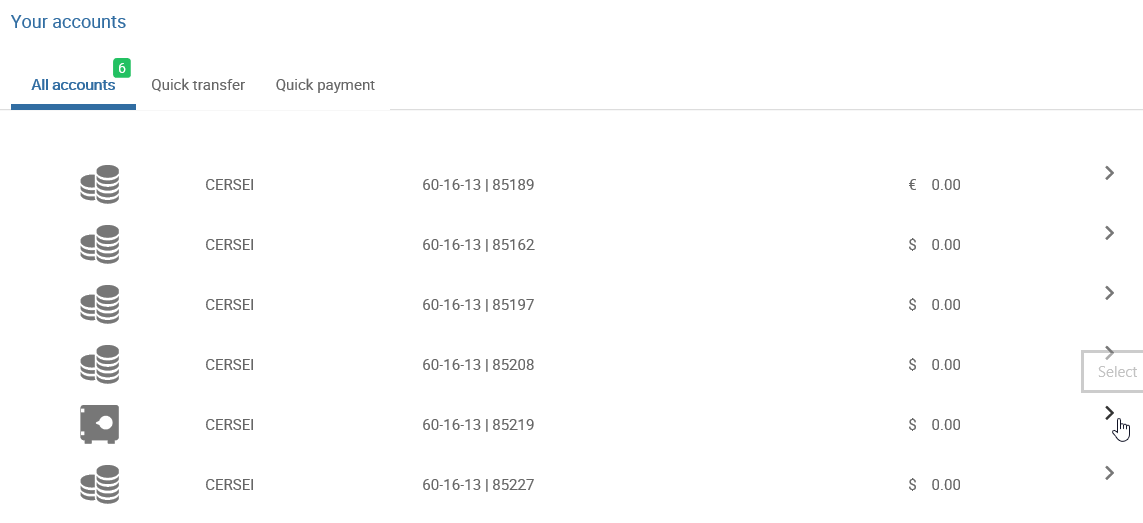 Your accounts
6
All accounts Quick transfer Quick payment
CERSEI 60-16-13 | 85189 € 0.00
CERSEI 60-16-13 | 85162 $ 0.00
CERSEI 60-16-13 | 85197 $ 0.00
CERSEI 60-16-13 | 85208 $ 0.00
Select
CERSEI 60-16-13 | 85219 $ 0.00
CERSEI 60-16-13 | 85227 $ 0.00